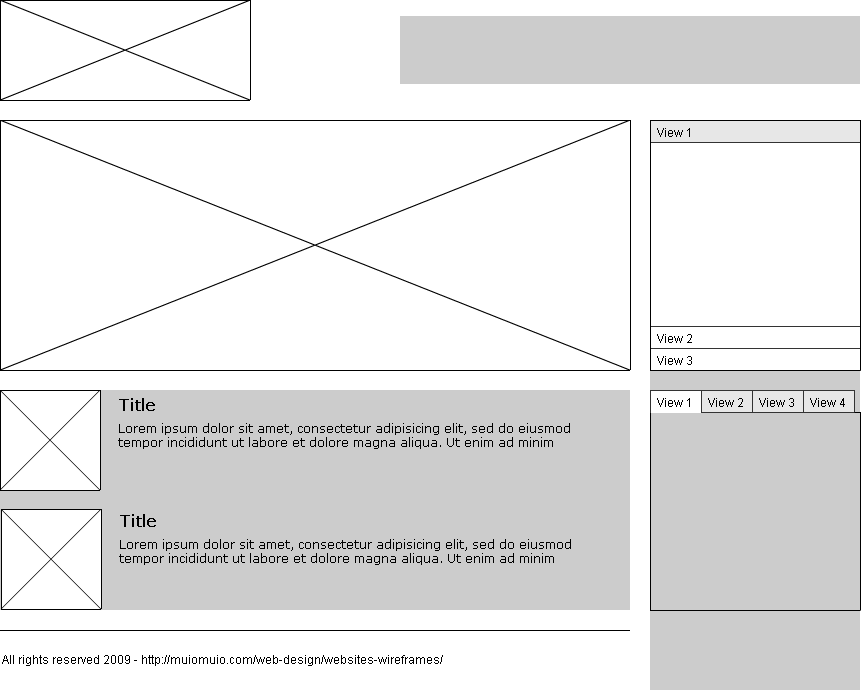 View 1
View 2
View 3
View 1
View 2
View 3
View 4
Title
Lorem ipsum dolor sit amet, consectetur adipisicing elit, sed do eiusmod
tempor incididunt ut labore et dolore magna aliqua. Ut enim ad minim
Title
Lorem ipsum dolor sit amet, consectetur adipisicing elit, sed do eiusmod
tempor incididunt ut labore et dolore magna aliqua. Ut enim ad minim
All rights reserved 2009 - http://muiomuio.com/web-design/websites-wireframes/